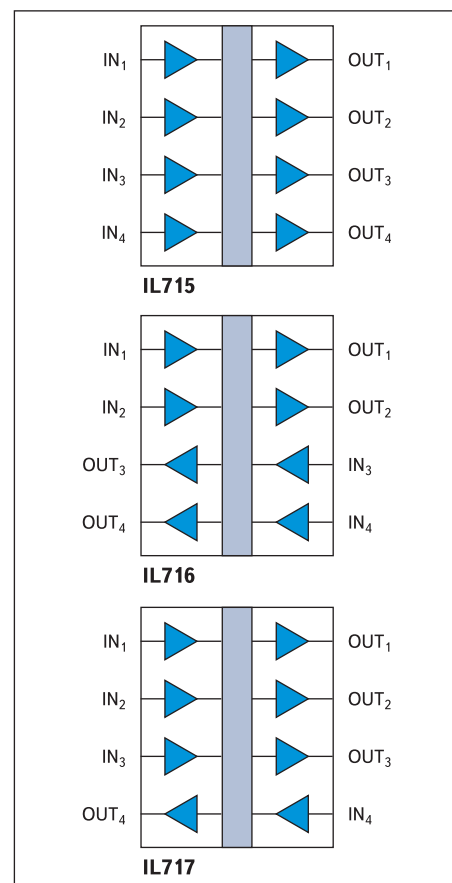 IN₁ OUT₁
IN₂ OUT₂
IN₃ OUT₃
IN₄ OUT₄
IL715
IN₁ OUT₁
IN₂ OUT₂
OUT₃ IN₃
OUT₄ IN₄
IL716
IN₁ OUT₁
IN₂ OUT₂
IN₃ OUT₃
OUT₄ IN₄
IL717